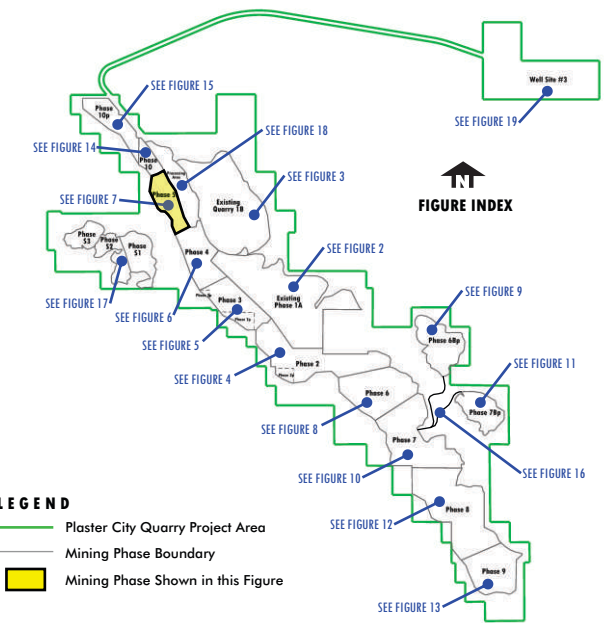 Well Site #3
SEE FIGURE 15
Phase
10p
SEE FIGURE 19
SEE FIGURE 18
SEE FIGURE 14
Phase
10
Processing
Area
N
SEE FIGURE 3
FIGURE INDEX
SEE FIGURE 7
Phase 5
Existing
Quarry 1B
Phase
S3
Phase
S2
Phase
S1
Phase 4
SEE FIGURE 2
SEE FIGURE 9
SEE FIGURE 17
SEE FIGURE 6
Phase 3
Existing
Phase 1A
SEE FIGURE 5
Phase 6Bp
SEE FIGURE 11
SEE FIGURE 4
Phase 2
Phase 6
Phase 7Bp
SEE FIGURE 8
Phase 7
SEE FIGURE 10
SEE FIGURE 16
LEGEND
Plaster City Quarry Project Area
Phase 8
SEE FIGURE 12
Mining Phase Boundary
Mining Phase Shown in this Figure
Phase 9
SEE FIGURE 13